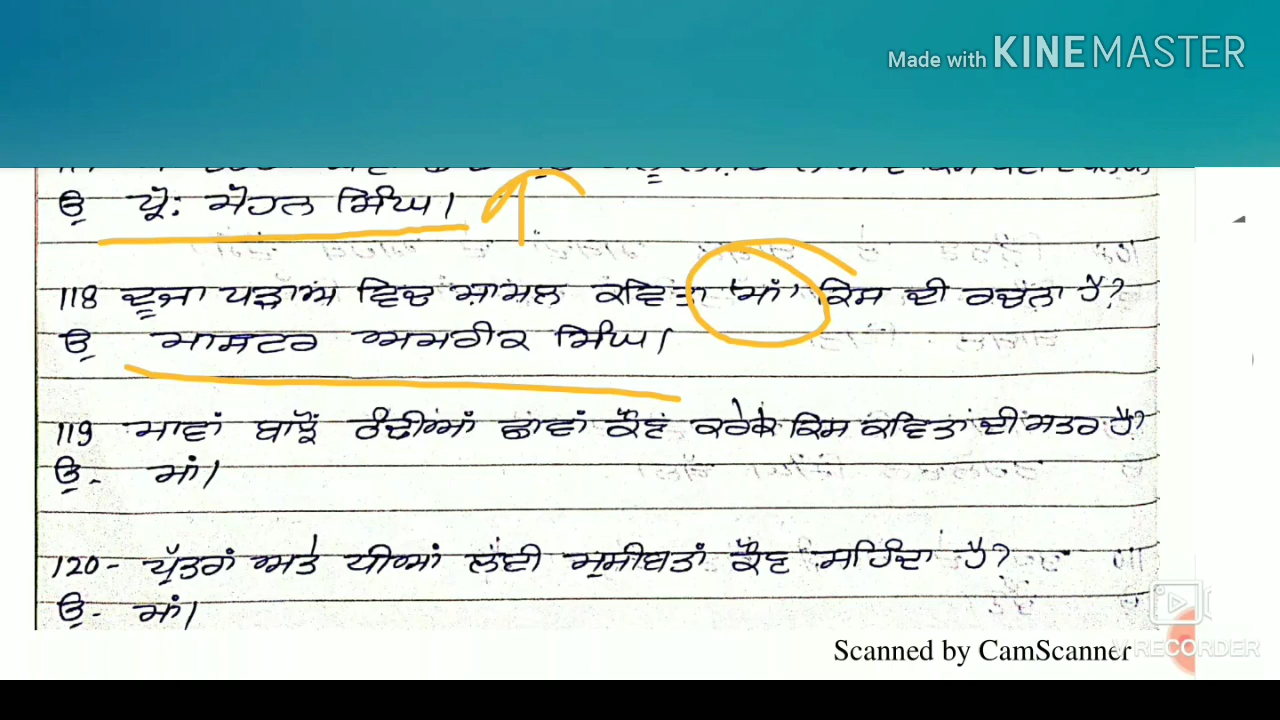 Made with KINEMASTER
ਉ ਪ੍ਰੋ: ਮੋਹਨ ਸਿੰਘ।
118 ਦੂਜਾ ਪੜਾਅ ਵਿਚ ਸ਼ਾਮਲ ਕਵਿਤਾ 'ਮਾਂ' ਕਿਸ ਦੀ ਰਚਨਾ ਹੈ?
ਉ ਮਾਸਟਰ ਅਮਰੀਕ ਸਿੰਘ।
119 ਮਾਵਾਂ ਬਾਝੋਂ ਠੰਢੀਆਂ ਛਾਵਾਂ ਕੌਣ ਕਰੇ ਕਿਸ ਕਵਿਤਾ ਦੀ ਸਤਰ ਹੈ?
ਉ- ਮਾਂ।
120- ਪੁੱਤਰਾਂ ਅਤੇ ਧੀਆਂ ਲਈ ਮੁਸੀਬਤਾਂ ਕੌਣ ਸਹਿੰਦਾ ਹੈ?
ਉ- ਮਾਂ।
Scanned by CamScanner
V RECORDER